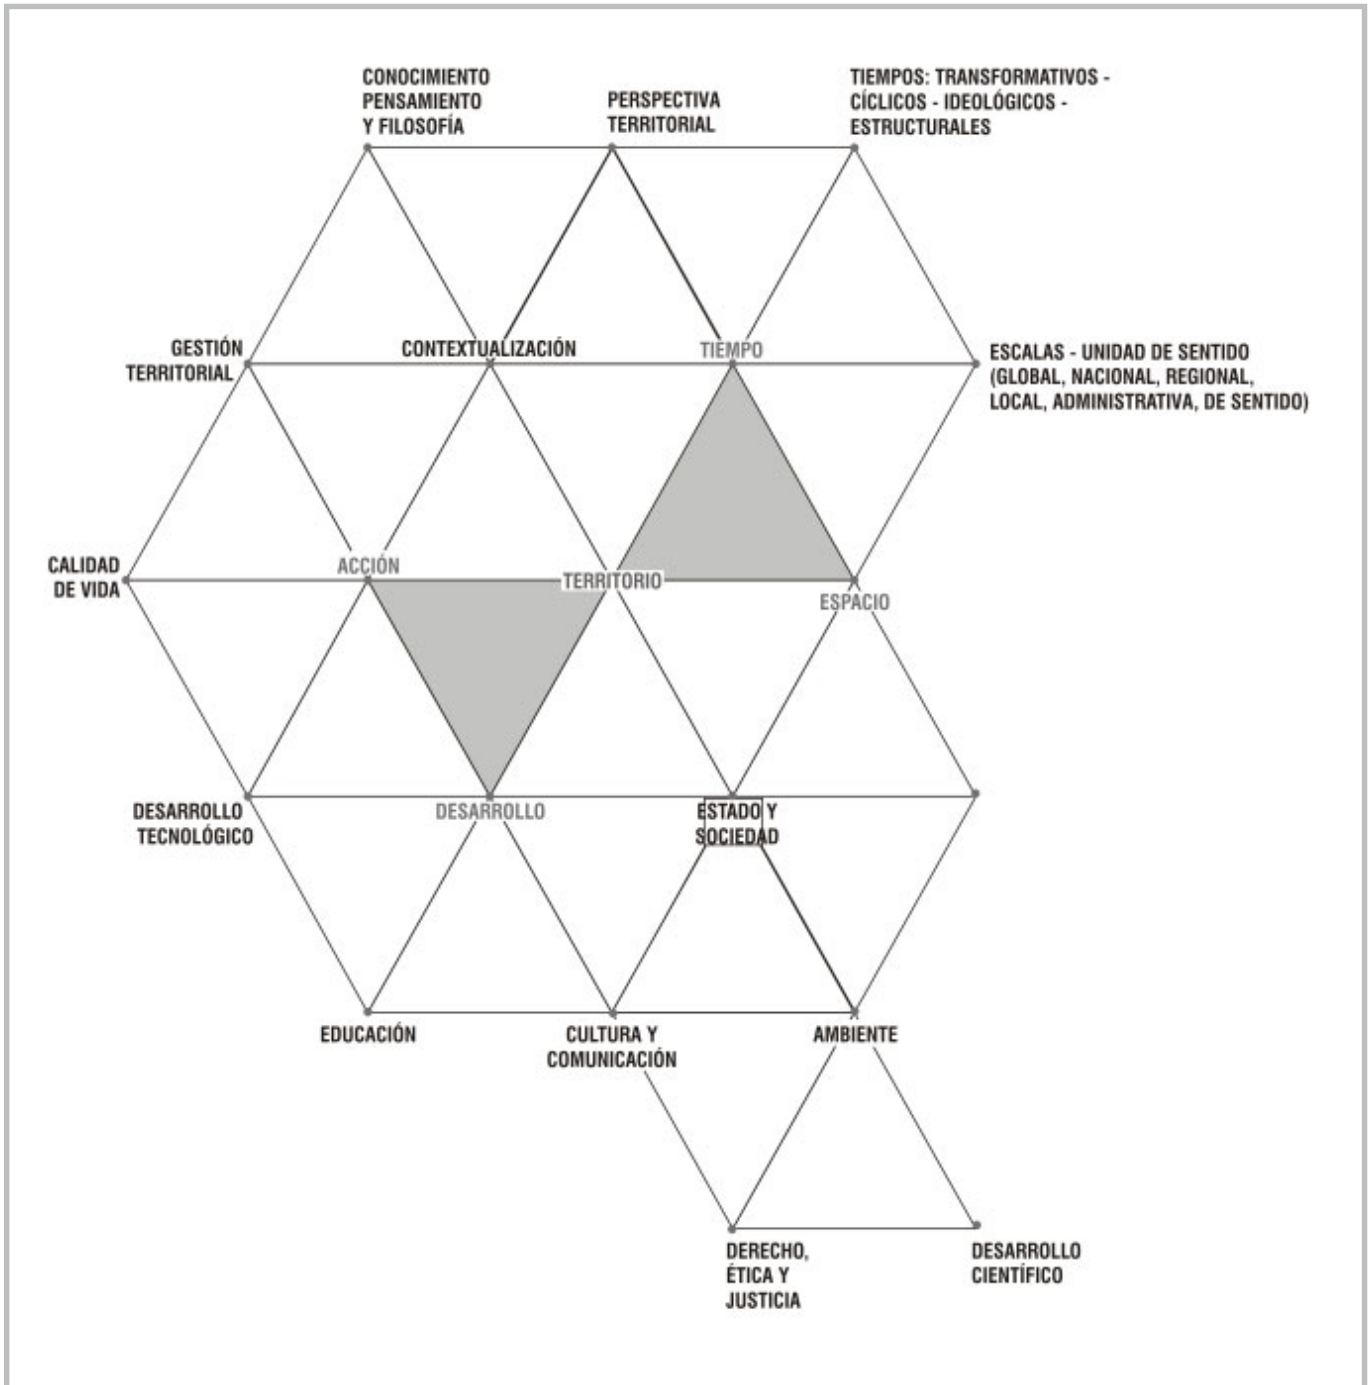 CONOCIMIENTO
PENSAMIENTO
Y FILOSOFÍA
PERSPECTIVA
TERRITORIAL
TIEMPOS: TRANSFORMATIVOS -
CÍCLICOS - IDEOLÓGICOS -
ESTRUCTURALES
GESTIÓN
TERRITORIAL
CONTEXTUALIZACIÓN
TIEMPO
ESCALAS - UNIDAD DE SENTIDO
(GLOBAL, NACIONAL, REGIONAL,
LOCAL, ADMINISTRATIVA, DE SENTIDO)
CALIDAD
DE VIDA
ACCIÓN
TERRITORIO
ESPACIO
DESARROLLO
TECNOLÓGICO
DESARROLLO
ESTADO Y
SOCIEDAD
EDUCACIÓN
CULTURA Y
COMUNICACIÓN
AMBIENTE
DERECHO,
ÉTICA Y
JUSTICIA
DESARROLLO
CIENTÍFICO